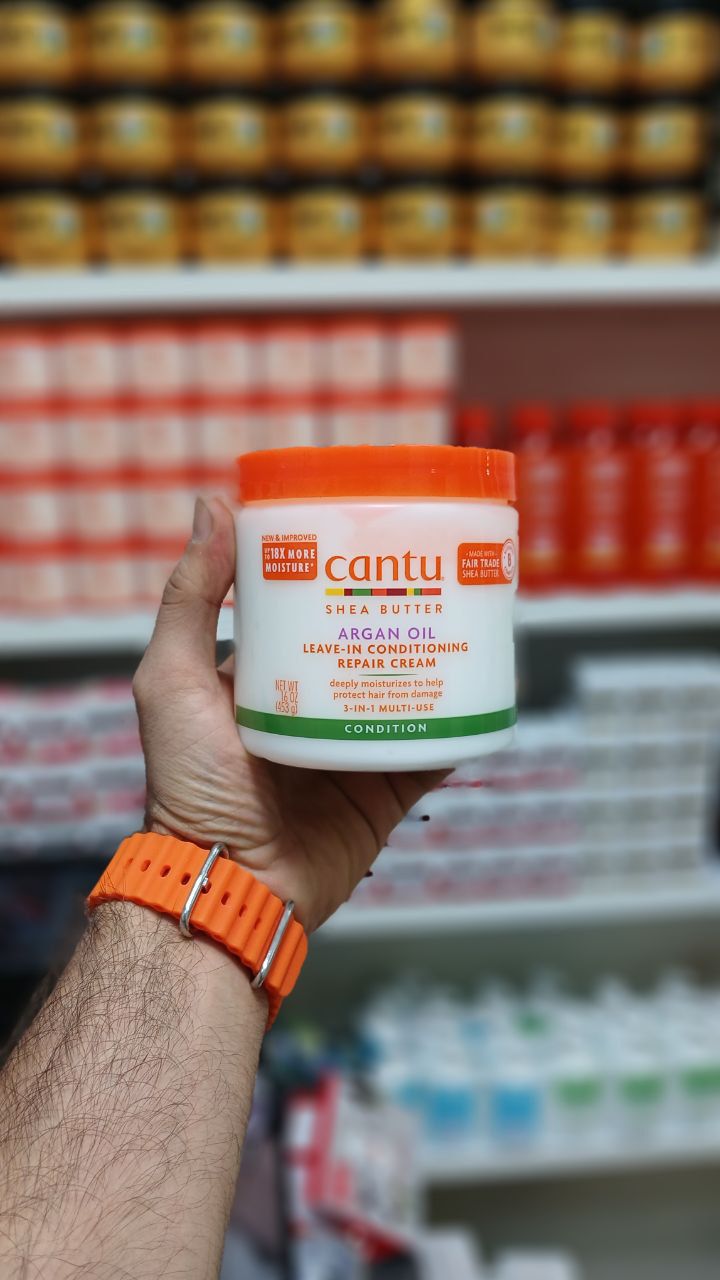 NEW & IMPROVED
UP TO 18X MORE
MOISTURE*
cantu
SHEA BUTTER
MADE WITH
FAIR TRADE
SHEA BUTTER
ARGAN OIL
LEAVE-IN CONDITIONING
REPAIR CREAM
deeply moisturizes to help
protect hair from damage
3-IN-1 MULTI-USE
NET WT
16 OZ
(453 g)
CONDITION